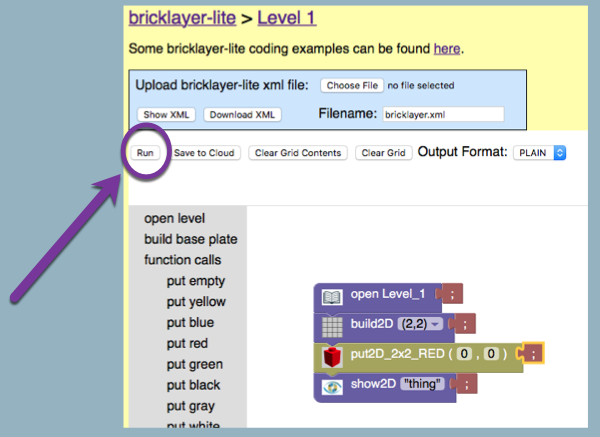 bricklayer-lite > Level 1
Some bricklayer-lite coding examples can be found here.
Upload bricklayer-lite xml file: Choose File no file selected
Show XML Download XML Filename: bricklayer.xml
Run Save to Cloud Clear Grid Contents Clear Grid Output Format: PLAIN
open level
build base plate
function calls
put empty
put yellow
put blue
put red
put green
put black
put gray
put white
open Level_1 ;
build2D (2,2) ;
put2D_2x2_RED ( 0 , 0 ) ;
show2D "thing" ;